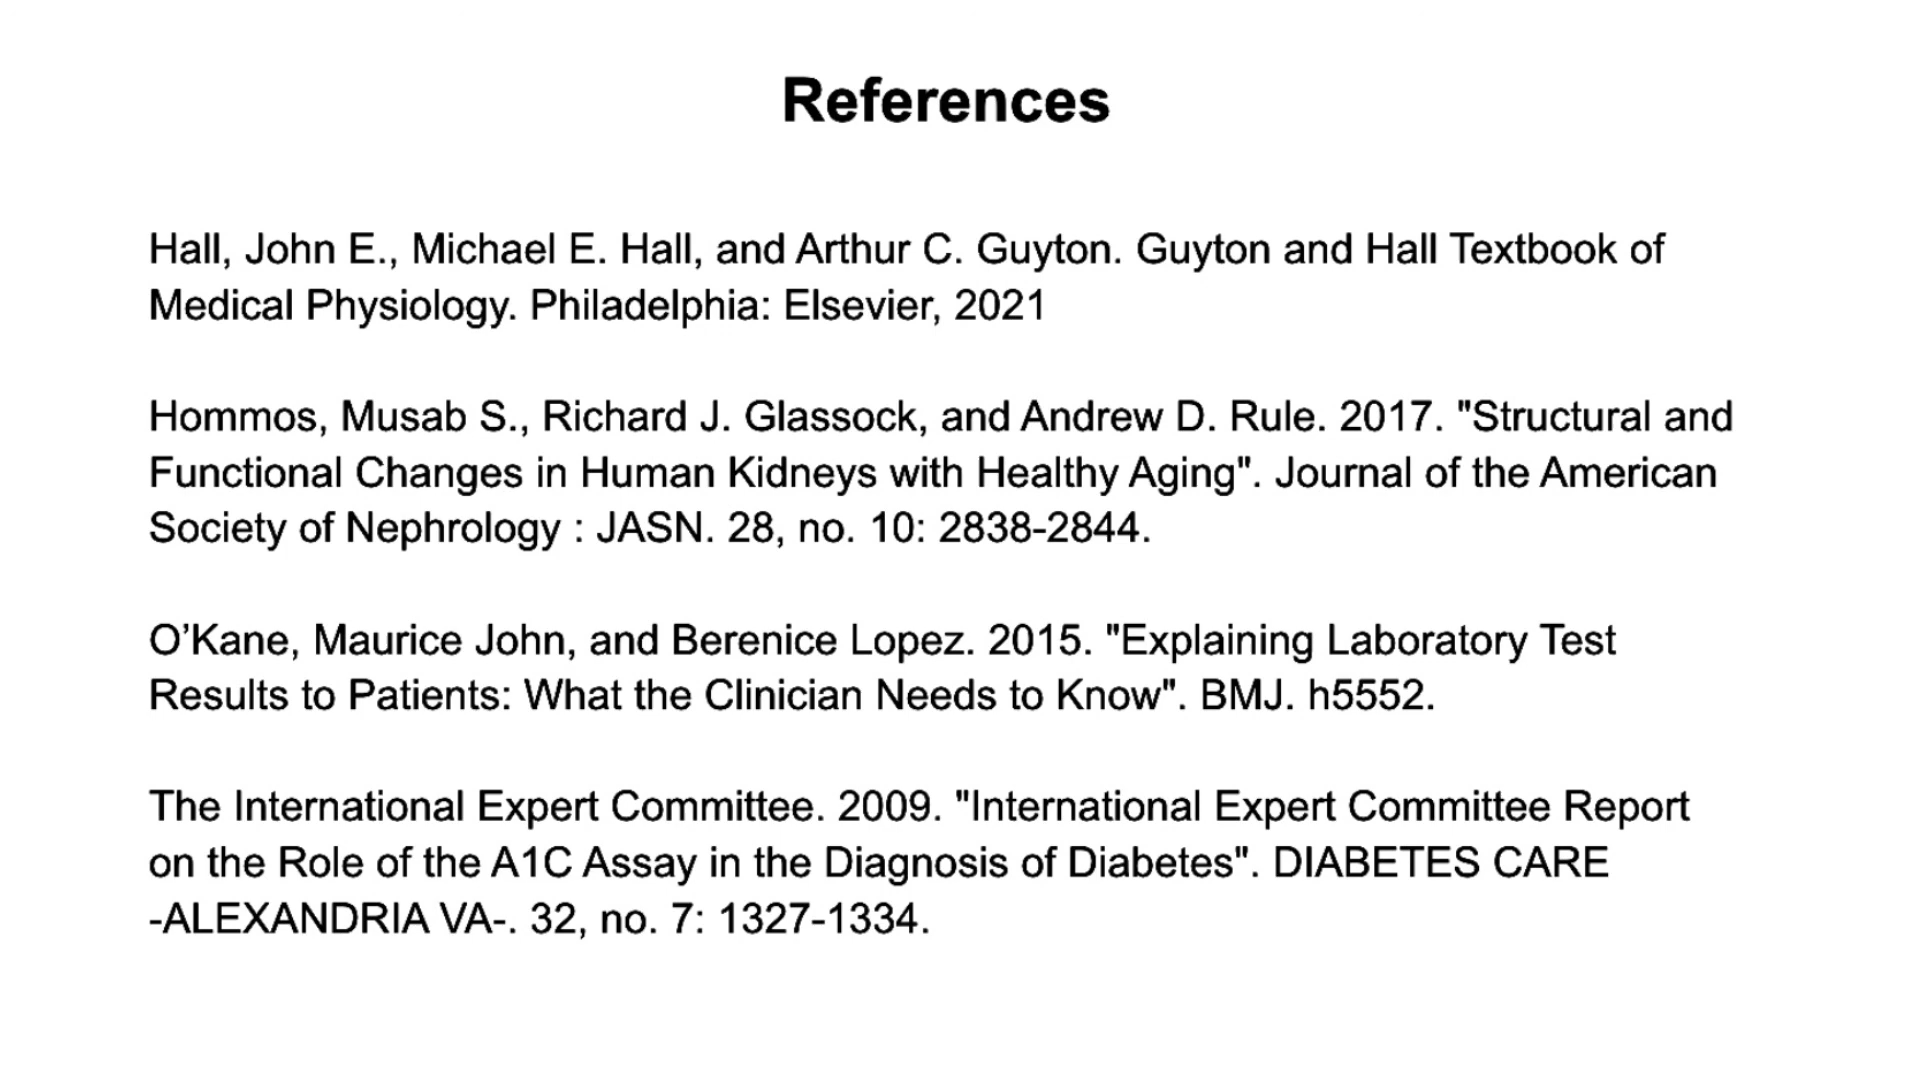 References
Hall, John E., Michael E. Hall, and Arthur C. Guyton. Guyton and Hall Textbook of
Medical Physiology. Philadelphia: Elsevier, 2021
Hommos, Musab S., Richard J. Glassock, and Andrew D. Rule. 2017. "Structural and
Functional Changes in Human Kidneys with Healthy Aging". Journal of the American
Society of Nephrology : JASN. 28, no. 10: 2838-2844.
O’Kane, Maurice John, and Berenice Lopez. 2015. "Explaining Laboratory Test
Results to Patients: What the Clinician Needs to Know". BMJ. h5552.
The International Expert Committee. 2009. "International Expert Committee Report
on the Role of the A1C Assay in the Diagnosis of Diabetes". DIABETES CARE
-ALEXANDRIA VA-. 32, no. 7: 1327-1334.